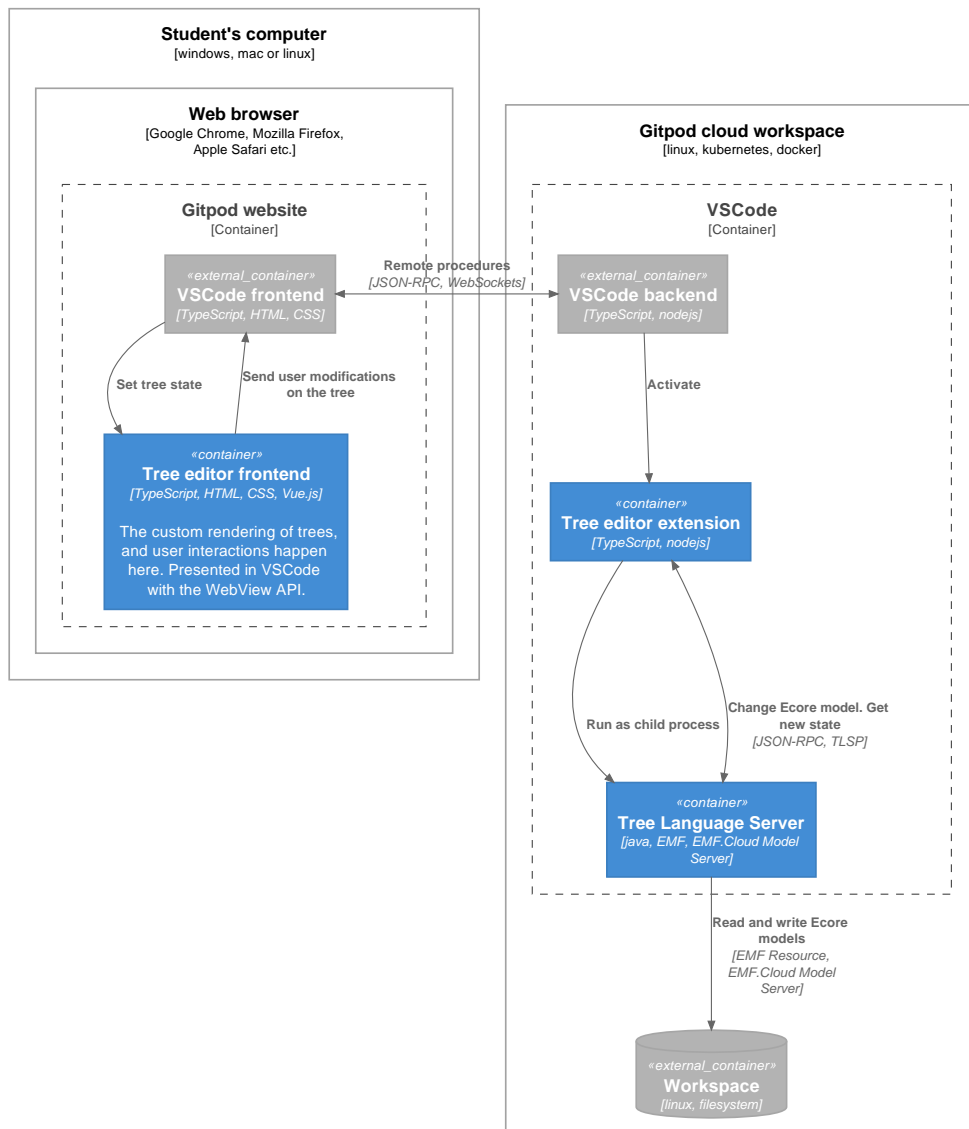 Student's computer
[windows, mac or linux]
Web browser
[Google Chrome, Mozilla Firefox,
Apple Safari etc.]
Gitpod website
[Container]
«external_container»
VSCode frontend
[TypeScript, HTML, CSS]
Set tree state
Send user modifications
on the tree
«container»
Tree editor frontend
[TypeScript, HTML, CSS, Vue.js]
The custom rendering of trees,
and user interactions happen
here. Presented in VSCode
with the WebView API.
Remote procedures
[JSON-RPC, WebSockets]
Gitpod cloud workspace
[linux, kubernetes, docker]
VSCode
[Container]
«external_container»
VSCode backend
[TypeScript, nodejs]
Activate
«container»
Tree editor extension
[TypeScript, nodejs]
Run as child process
Change Ecore model. Get
new state
[JSON-RPC, TLSP]
«container»
Tree Language Server
[java, EMF, EMF.Cloud Model
Server]
Read and write Ecore
models
[EMF Resource,
EMF.Cloud Model
Server]
«external_container»
Workspace
[linux, filesystem]